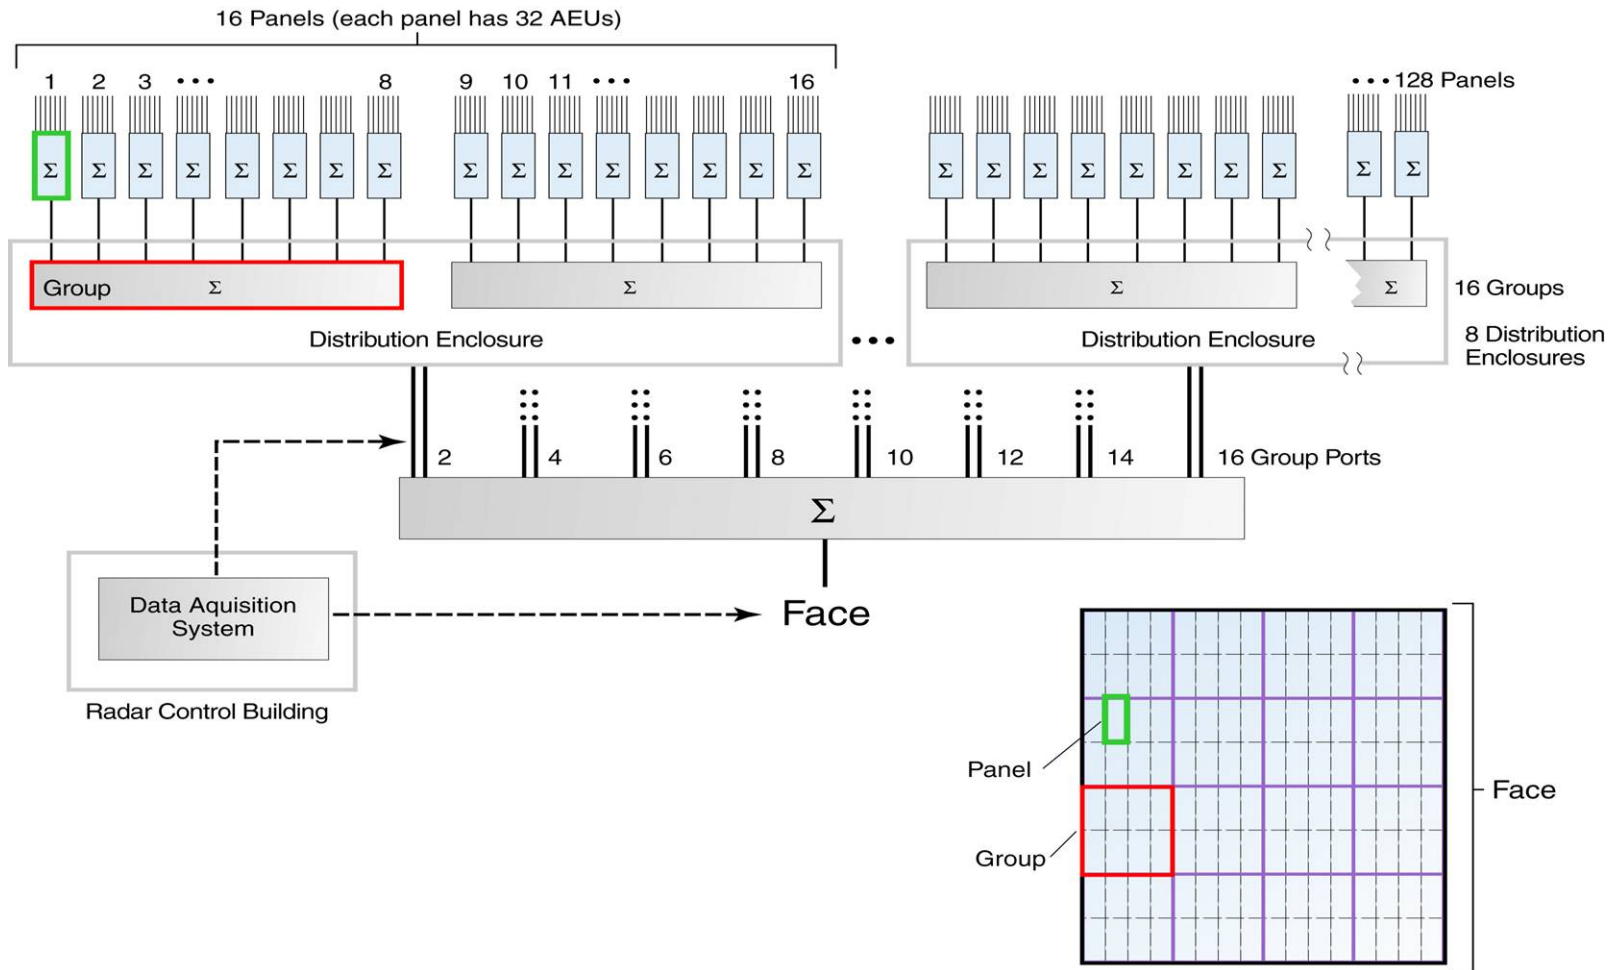 16 Panels (each panel has 32 AEUs)
1 2 3 ••• 8 9 10 11 ••• 16 •••128 Panels
Σ Σ Σ Σ Σ Σ Σ Σ Σ Σ Σ Σ Σ Σ Σ Σ Σ Σ Σ Σ Σ Σ Σ Σ Σ Σ
Group Σ Σ Σ Σ 16 Groups
Distribution Enclosure ••• Distribution Enclosure
8 Distribution
Enclosures
2 4 6 8 10 12 14 16 Group Ports
Σ
Data Aquisition
System
Face
Radar Control Building
Panel
Group
Face